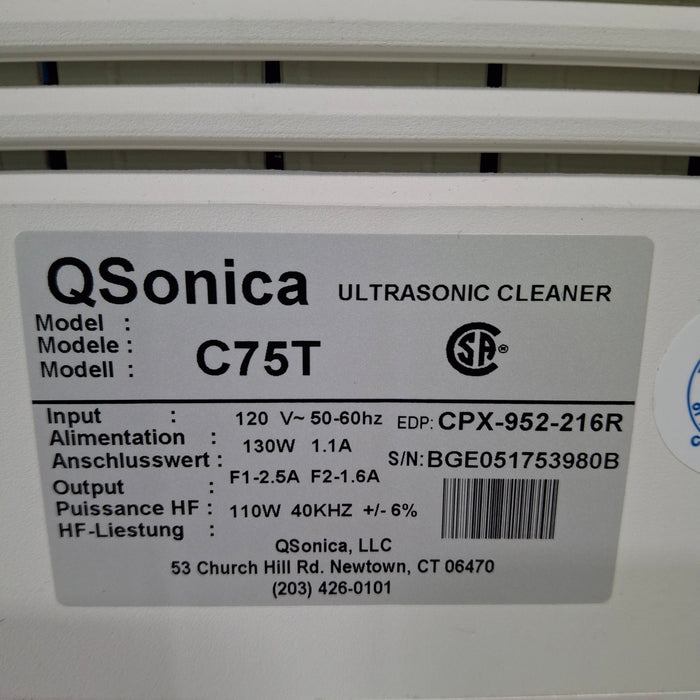 QSonica ULTRASONIC CLEANER
Model :
Modele :
Modell :
C75T
CSA®
Input :
Alimentation :
Anschlusswert :
120 V~ 50-60hz
130W 1.1A
F1-2.5A F2-1.6A
EDP: CPX-952-216R
S/N: BGE051753980B
Output :
Puissance HF :
HF-Liestung :
110W 40KHZ +/- 6%
QSonica, LLC
53 Church Hill Rd. Newtown, CT 06470
(203) 426-0101